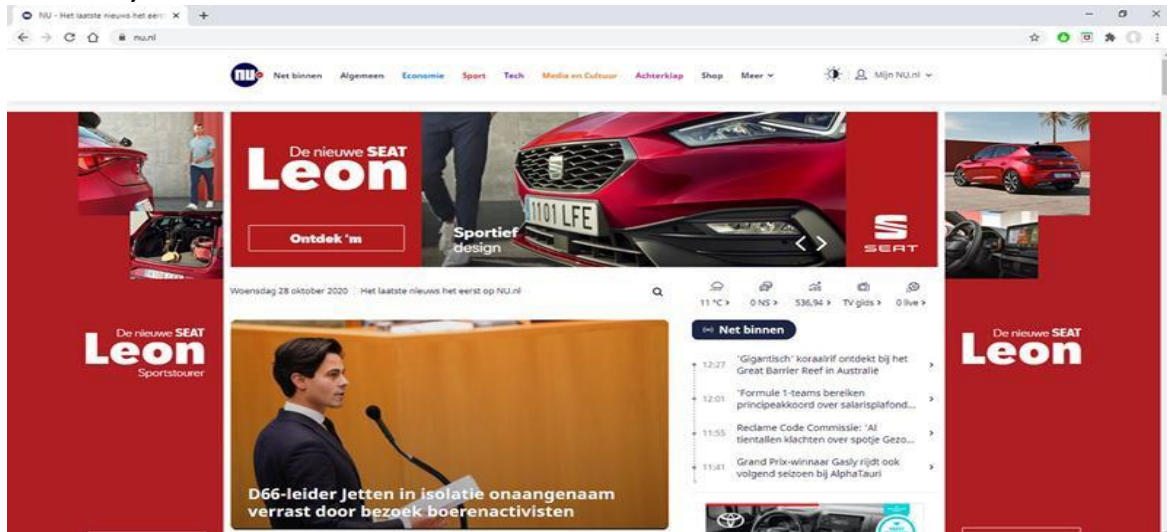 NU - Het laatste nieuws het eerst
nu.nl
nu
Net binnen Algemeen Economie Sport Tech Media en Cultuur Achterklap Shop Meer Mijn NU.nl
De nieuwe SEAT
Leon
Ontdek 'm
Sportief
design
1101 LFE
SEAT
Woensdag 28 oktober 2020 Het laatste nieuws het eerst op NU.nl
11 °C > 0 NS > 536,94 > TV gids > 0 live >
De nieuwe SEAT
Leon
Sportstourer
D66-leider Jetten in isolatie onaangenaam
verrast door bezoek boerenactivisten
Net binnen
12:27 'Gigantisch' koraalrif ontdekt bij het
Great Barrier Reef in Australië
12:01 'Formule 1-teams bereiken
principeakkoord over salarisplafond...
11:55 Reclame Code Commissie: 'Al
tientallen klachten over spotje Gezo...
11:41 Grand Prix-winnaar Gasly rijdt ook
volgend seizoen bij AlphaTauri
De nieuwe SEAT
Leon